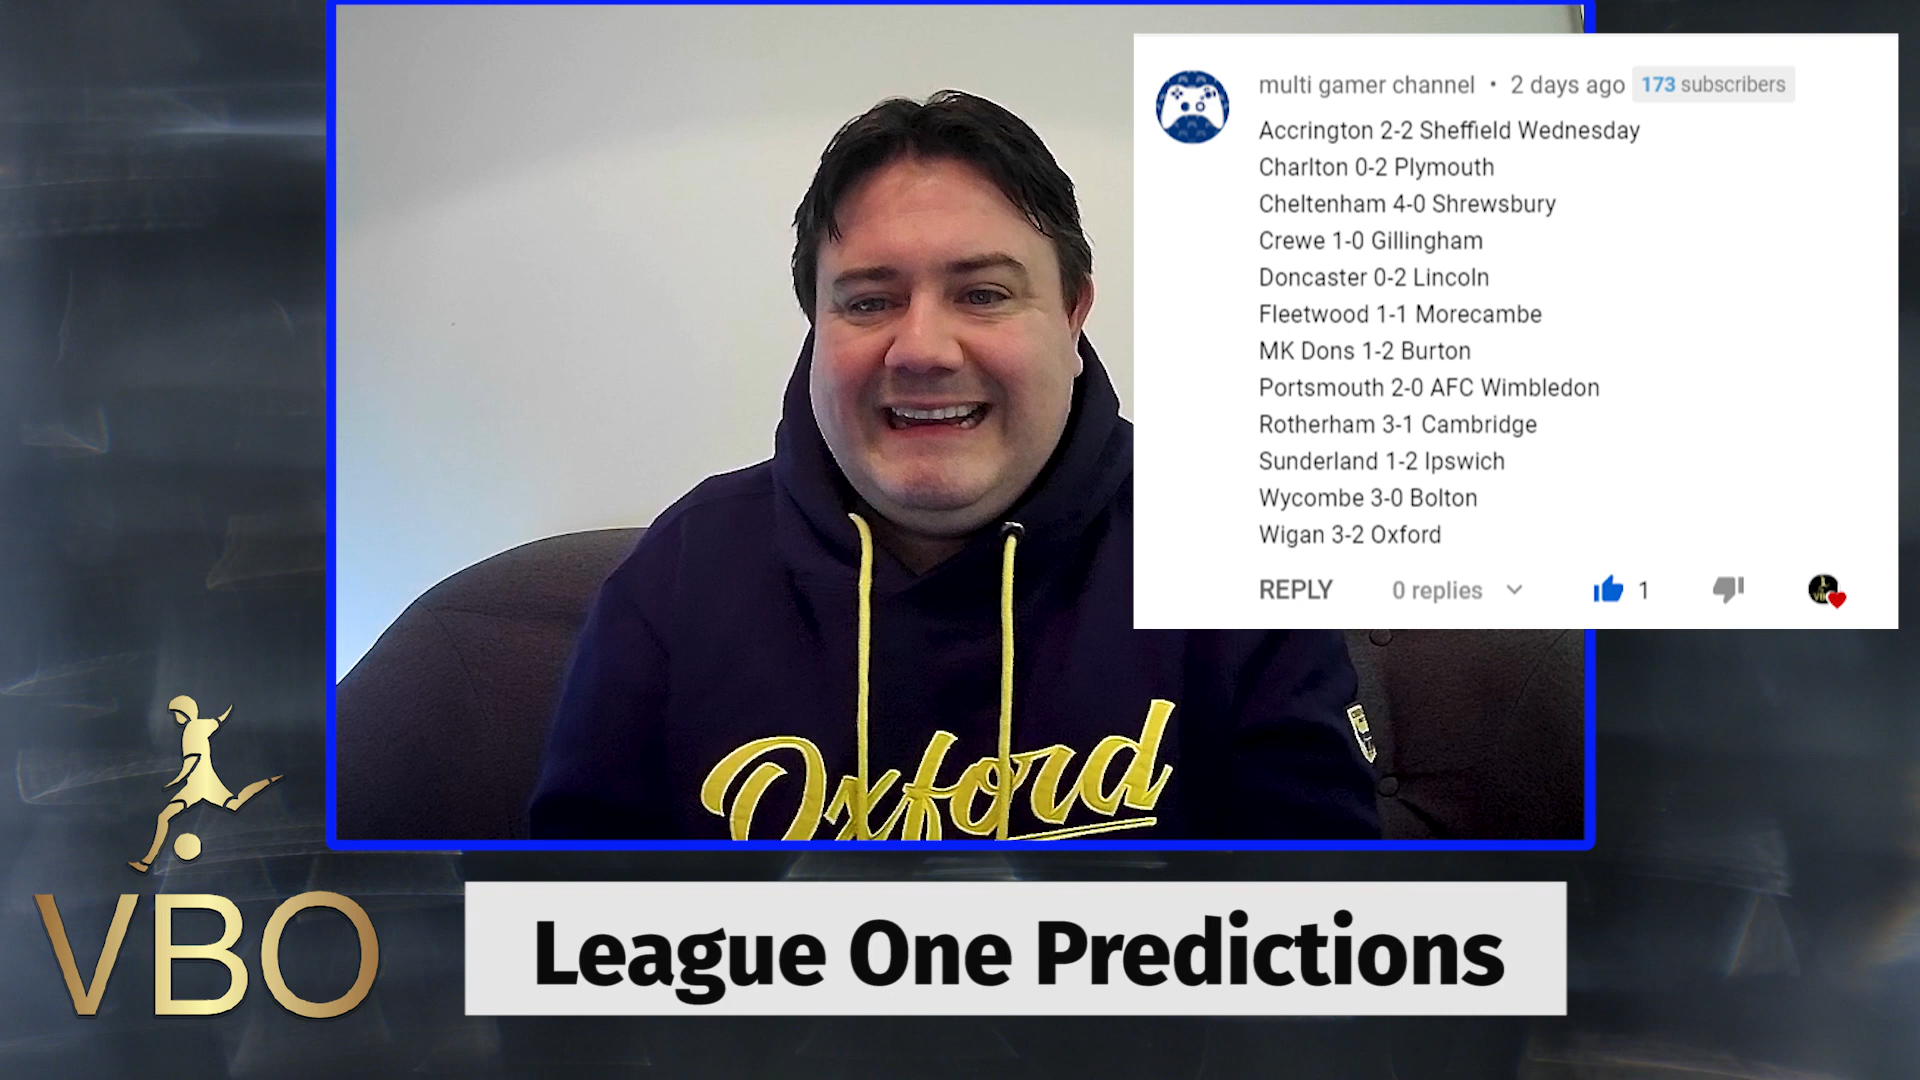 multi gamer channel • 2 days ago 173 subscribers
Accrington 2-2 Sheffield Wednesday
Charlton 0-2 Plymouth
Cheltenham 4-0 Shrewsbury
Crewe 1-0 Gillingham
Doncaster 0-2 Lincoln
Fleetwood 1-1 Morecambe
MK Dons 1-2 Burton
Portsmouth 2-0 AFC Wimbledon
Rotherham 3-1 Cambridge
Sunderland 1-2 Ipswich
Wycombe 3-0 Bolton
Wigan 3-2 Oxford
REPLY 0 replies 1
Oxford
VBO
League One Predictions